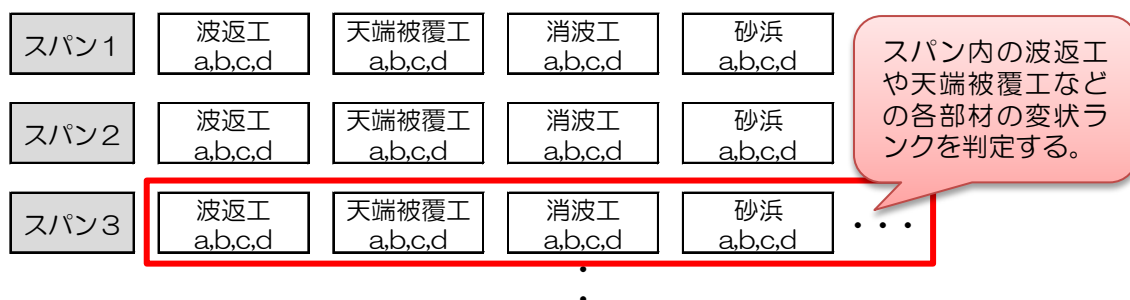 スパン1 波返工 天端被覆工 消波工 砂浜
a,b,c,d a,b,c,d a,b,c,d a,b,c,d
スパン2 波返工 天端被覆工 消波工 砂浜
a,b,c,d a,b,c,d a,b,c,d a,b,c,d
スパン3 波返工 天端被覆工 消波工 砂浜 ・・・
a,b,c,d a,b,c,d a,b,c,d a,b,c,d
・
・
スパン内の波返工
や天端被覆工など
の各部材の変状ラ
ンクを判定する。